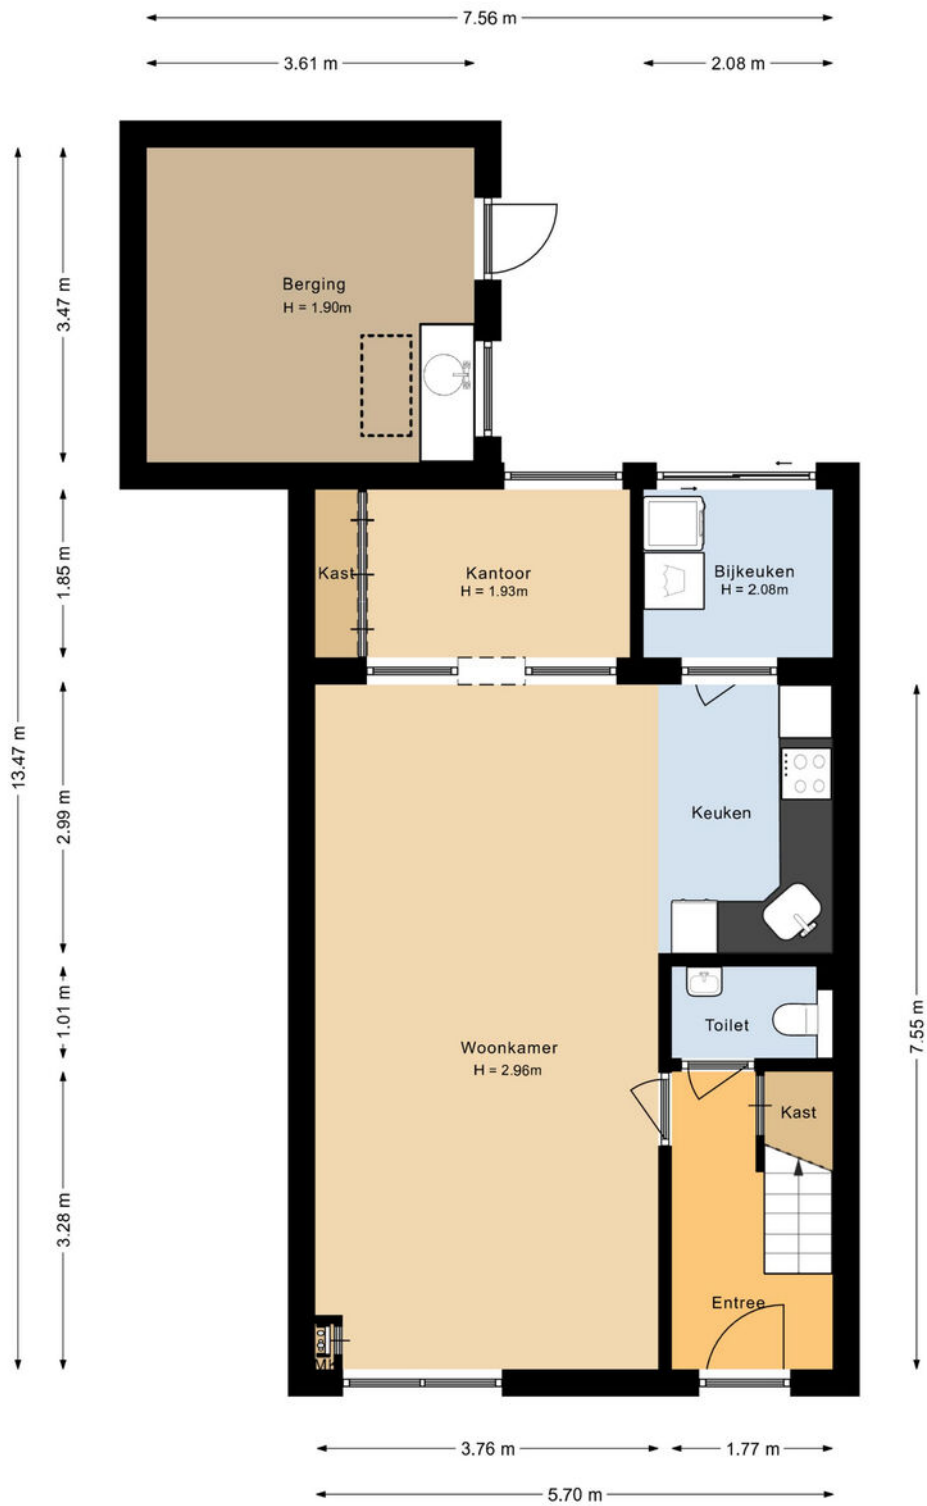 7.56 m
3.61 m
2.08 m
3.47 m
Berging
H = 1.90m
1.85 m
Kast
Kantoor
H = 1.93m
Bijkeuken
H = 2.08m
13.47 m
2.99 m
Keuken
1.01 m
Toilet
7.55 m
Woonkamer
H = 2.96m
Kast
3.28 m
Entree
MK
3.76 m
1.77 m
5.70 m